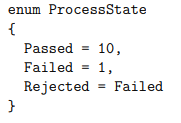 enum ProcessState
{
  Passed = 10,
  Failed = 1,
  Rejected = Failed
}